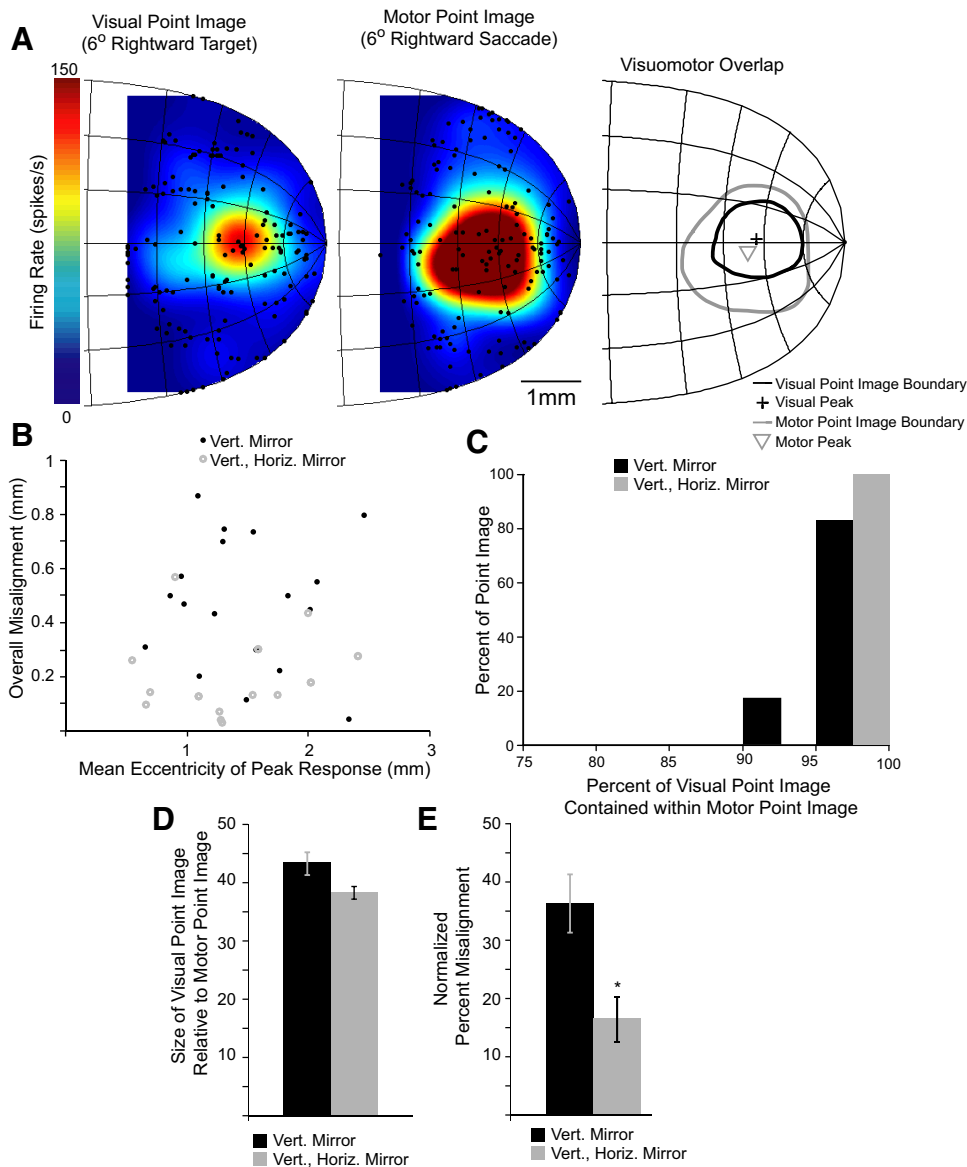 A
Visual Point Image
(6o Rightward Target)
Motor Point Image
(6o Rightward Saccade)
Visuomotor Overlap
150
Firing Rate (spikes/s)
0
1mm
Visual Point Image Boundary
+ Visual Peak
Motor Point Image Boundary
Motor Peak
B
Vert. Mirror
Vert., Horiz. Mirror
Overall Misalignment (mm)
1
0.8
0.6
0.4
0.2
1
2
3
Mean Eccentricity of Peak Response (mm)
C
Vert. Mirror
Vert., Horiz. Mirror
Percent of Point Image
100
80
60
40
20
0
75
80
85
90
95
100
Percent of Visual Point Image
Contained within Motor Point Image
D
Size of Visual Point Image
Relative to Motor Point Image
50
40
30
20
10
Vert. Mirror
Vert., Horiz. Mirror
E
Normalized
Percent Misalignment
50
40
30
20
10
*
Vert. Mirror
Vert., Horiz. Mirror